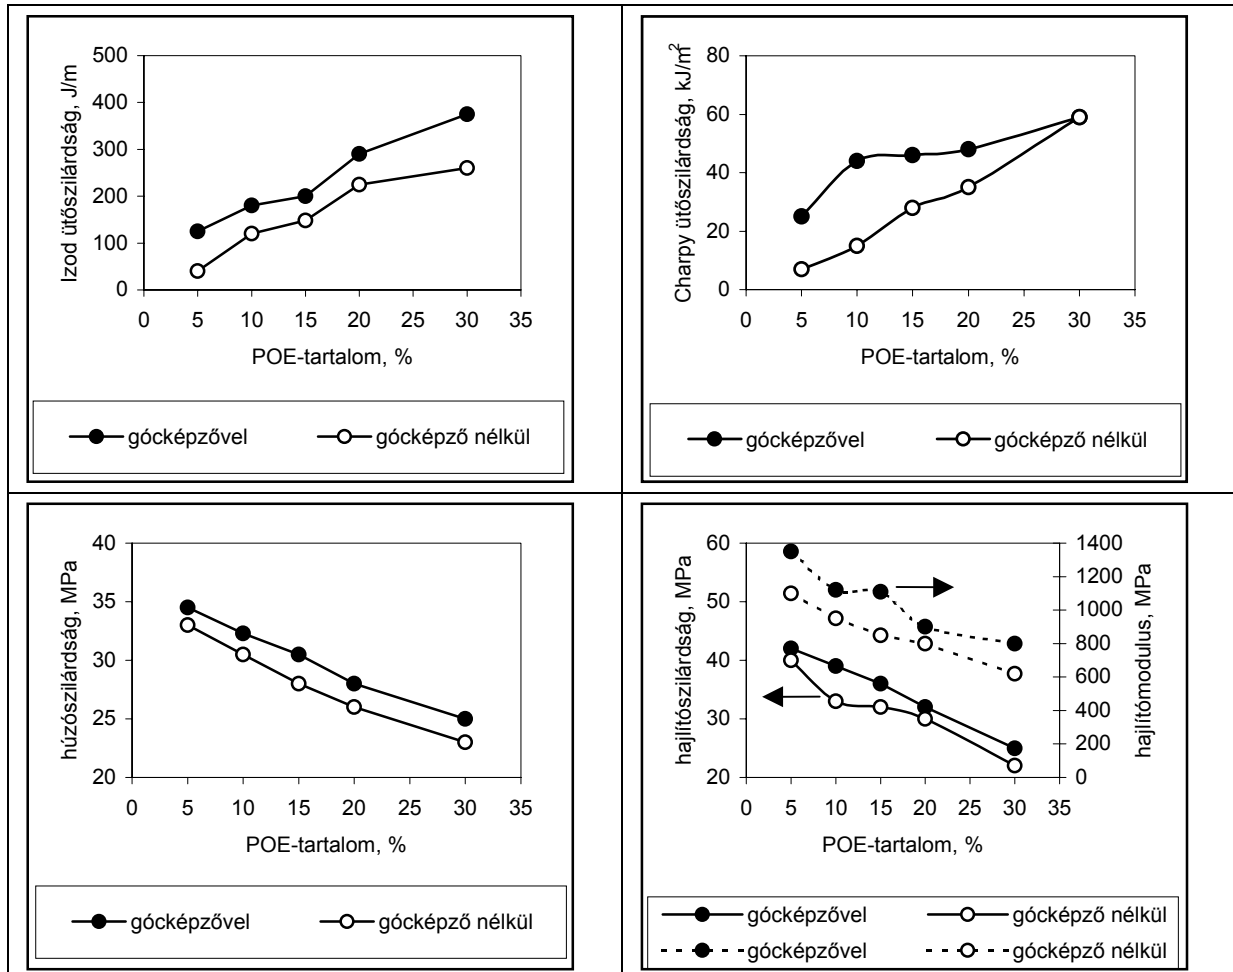 Izod ütőszilárdság, J/m
500
400
300
200
100
0
0 5 10 15 20 25 30 35
POE-tartalom, %
gócképzővel gócképző nélkül
Charpy ütőszilárdság, kJ/m²
80
60
40
20
0
0 5 10 15 20 25 30 35
POE-tartalom, %
gócképzővel gócképző nélkül
húzószilárdság, MPa
40
35
30
25
20
0 5 10 15 20 25 30 35
POE-tartalom, %
gócképzővel gócképző nélkül
hajlítószilárdság, MPa
60
50
40
30
20
1400
1200
1000
800
600
400
200
0
hajlítómodulus, MPa
0 5 10 15 20 25 30 35
POE-tartalom, %
gócképzővel gócképző nélkül
gócképzővel gócképző nélkül